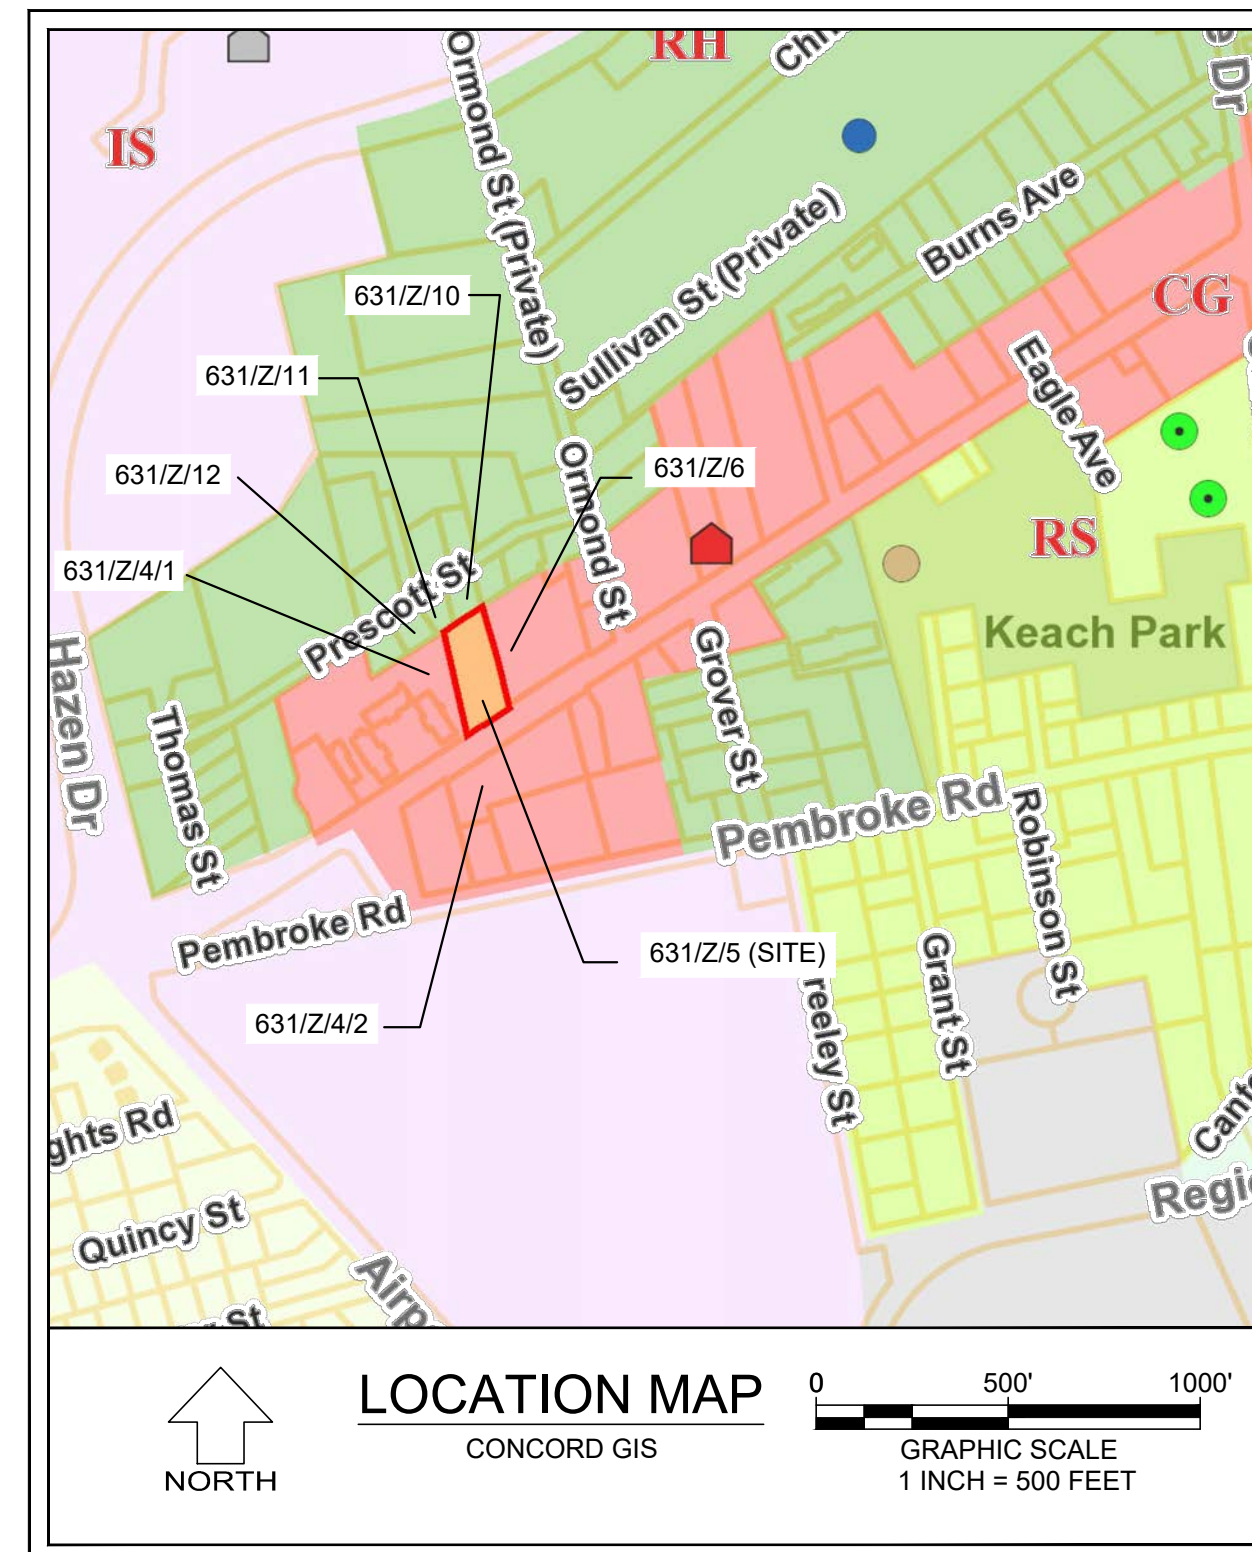 RH
IS
Ormond St (Private)
Sullivan St (Private)
Burns Ave
CG
631/Z/10
631/Z/11
Eagle Ave
631/Z/12
Ormond St
631/Z/6
RS
631/Z/4/1
Prescott St
Keach Park
Hazen Dr
Thomas St
Grover St
Pembroke Rd
Robinson St
Pembroke Rd
631/Z/5 (SITE)
Grant St
reeley St
631/Z/4/2
ghts Rd
Quincy St
St
NORTH
LOCATION MAP
CONCORD GIS
0 500' 1000'
GRAPHIC SCALE
1 INCH = 500 FEET